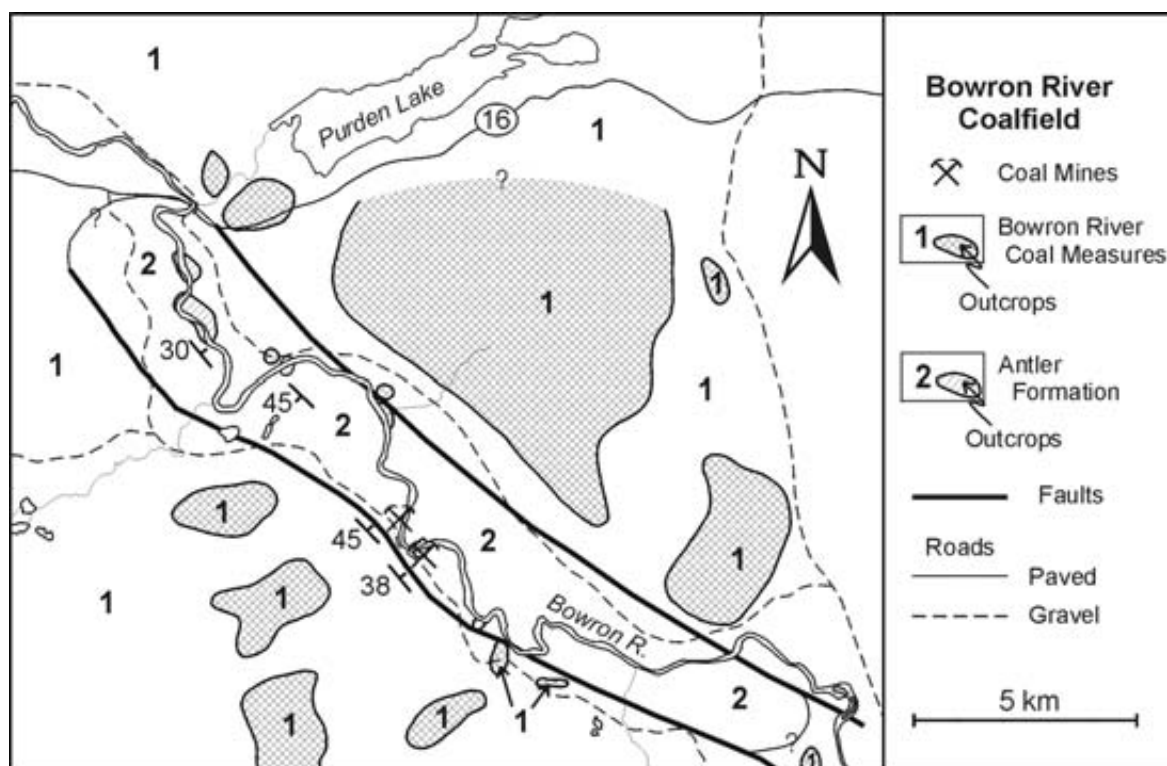 1
Purden Lake
16
1
?
N
?
2
1
1
30
1
1
45
2
1
45
2
1
38
1
1
Bowron R.
1
2
1
1
?
1
Bowron River
Coalfield
Coal Mines
1
Bowron River
Coal Measures
Outcrops
2
Antler
Formation
Outcrops
Faults
Roads
Paved
Gravel
5 km